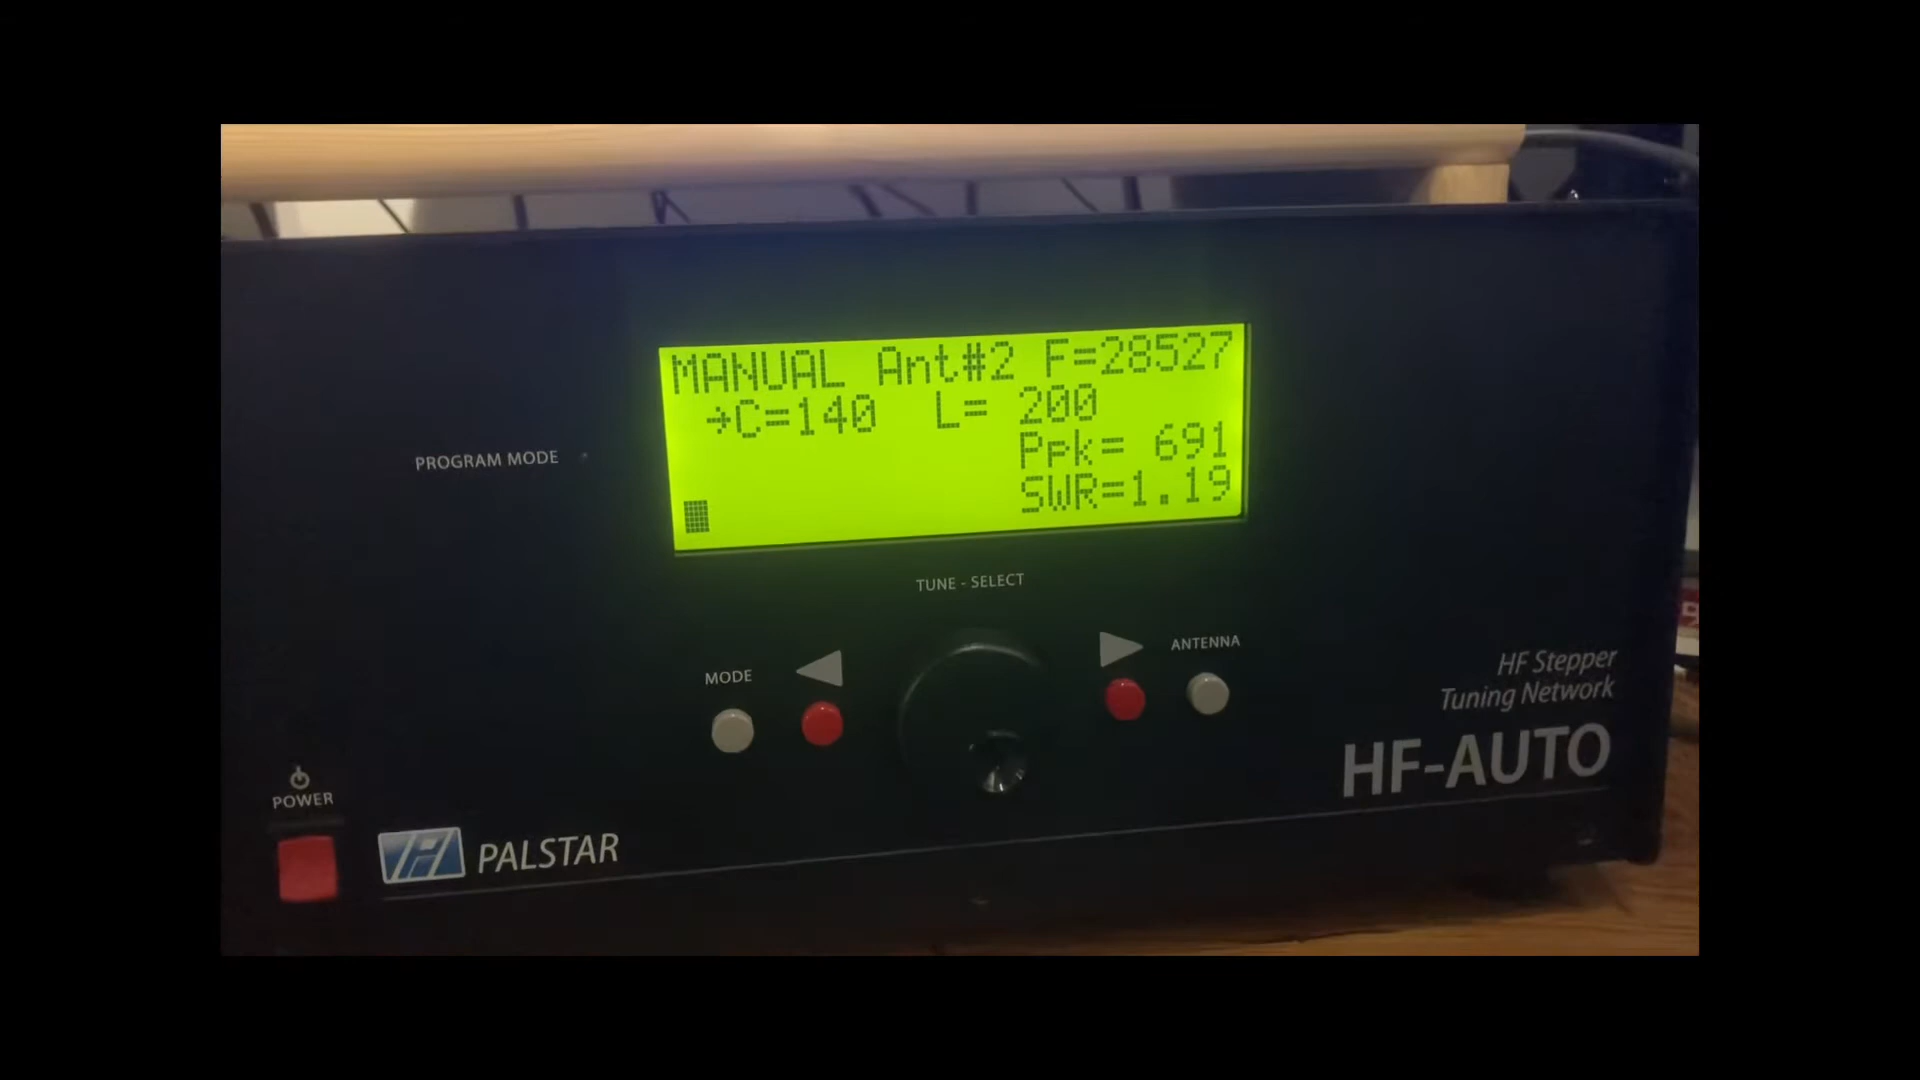 MANUAL Ant#2 F=28527
→C=140 L= 200
Ppk= 691
SWR=1.19
PROGRAM MODE
TUNE - SELECT
MODE
ANTENNA
HF Stepper
Tuning Network
HF-AUTO
POWER
PALSTAR